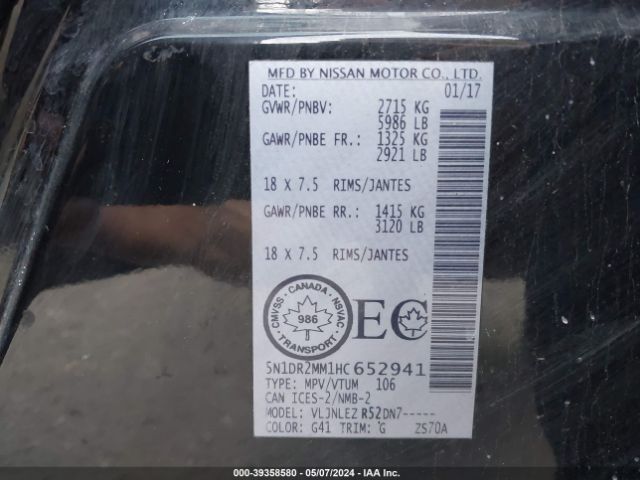 MFD BY NISSAN MOTOR CO., LTD.
DATE: 01/17
GVWR/PNBV: 2715 KG
5986 LB
GAWR/PNBE FR.: 1325 KG
2921 LB
18 X 7.5 RIMS/JANTES
GAWR/PNBE RR.: 1415 KG
3120 LB
18 X 7.5 RIMS/JANTES
CANADA
CMVSS 986 NSVAC
EC
5N1DR2MM1HC652941
TYPE: MPV/VTUM 106
CAN ICES-2/NMB-2
MODEL: VLJNLEZ R52DN7-----
COLOR: G41 TRIM: G ZS70A
000-39358580 - 05/07/2024 - IAA Inc.